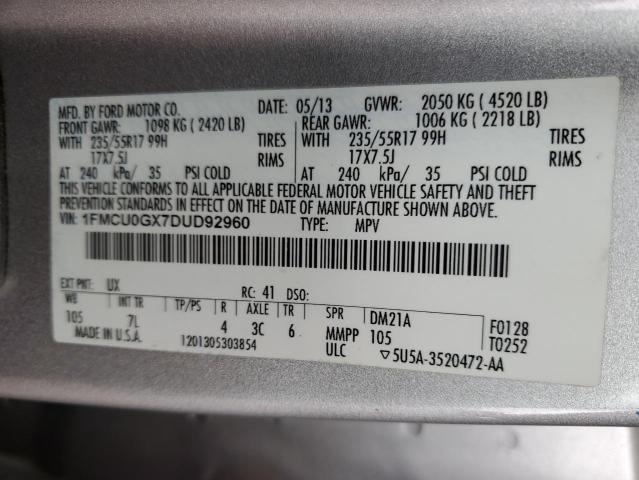 MFD. BY FORD MOTOR CO. DATE: 05/13 GVWR: 2050 KG ( 4520 LB)
FRONT GAWR: 1098 KG ( 2420 LB) REAR GAWR: 1006 KG ( 2218 LB)
WITH 235/55R17 99H TIRES WITH 235/55R17 99H TIRES
17X7.5J RIMS 17X7.5J RIMS
AT 240 kPa/ 35 PSI COLD AT 240 kPa/ 35 PSI COLD
THIS VEHICLE CONFORMS TO ALL APPLICABLE FEDERAL MOTOR VEHICLE SAFETY AND THEFT
PREVENTION STANDARDS IN EFFECT ON THE DATE OF MANUFACTURE SHOWN ABOVE.
VIN: 1FMCU0GX7DUD92960 TYPE: MPV
EXT PNT: UX RC: 41 DSO:
WB INT TR TP/PS R AXLE TR SPR DM21A F0128
105 7L 4 3C 6 MMPP 105 T0252
MADE IN U.S.A. 1201305303854 ULC ▽5U5A-3520472-AA